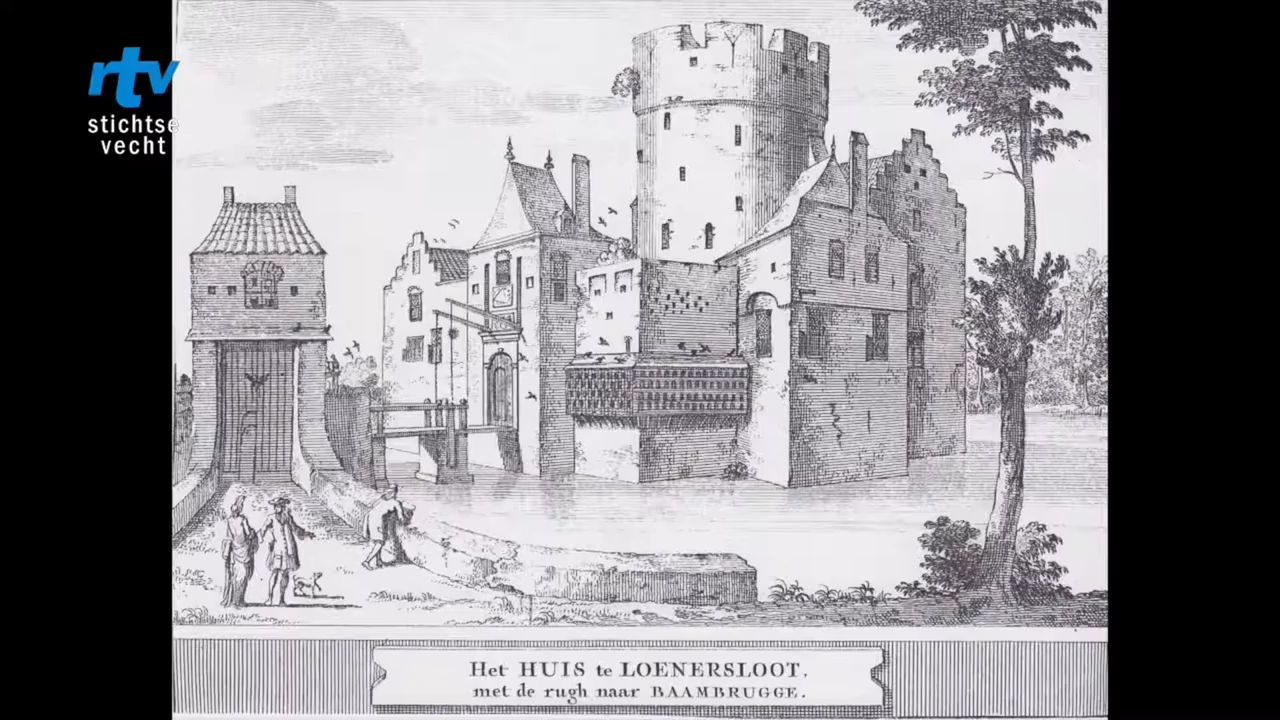 rtv
stichtse
vecht
Het HUIS te LOENERSLOOT,
met de rugh naar BAAMBRUGGE.